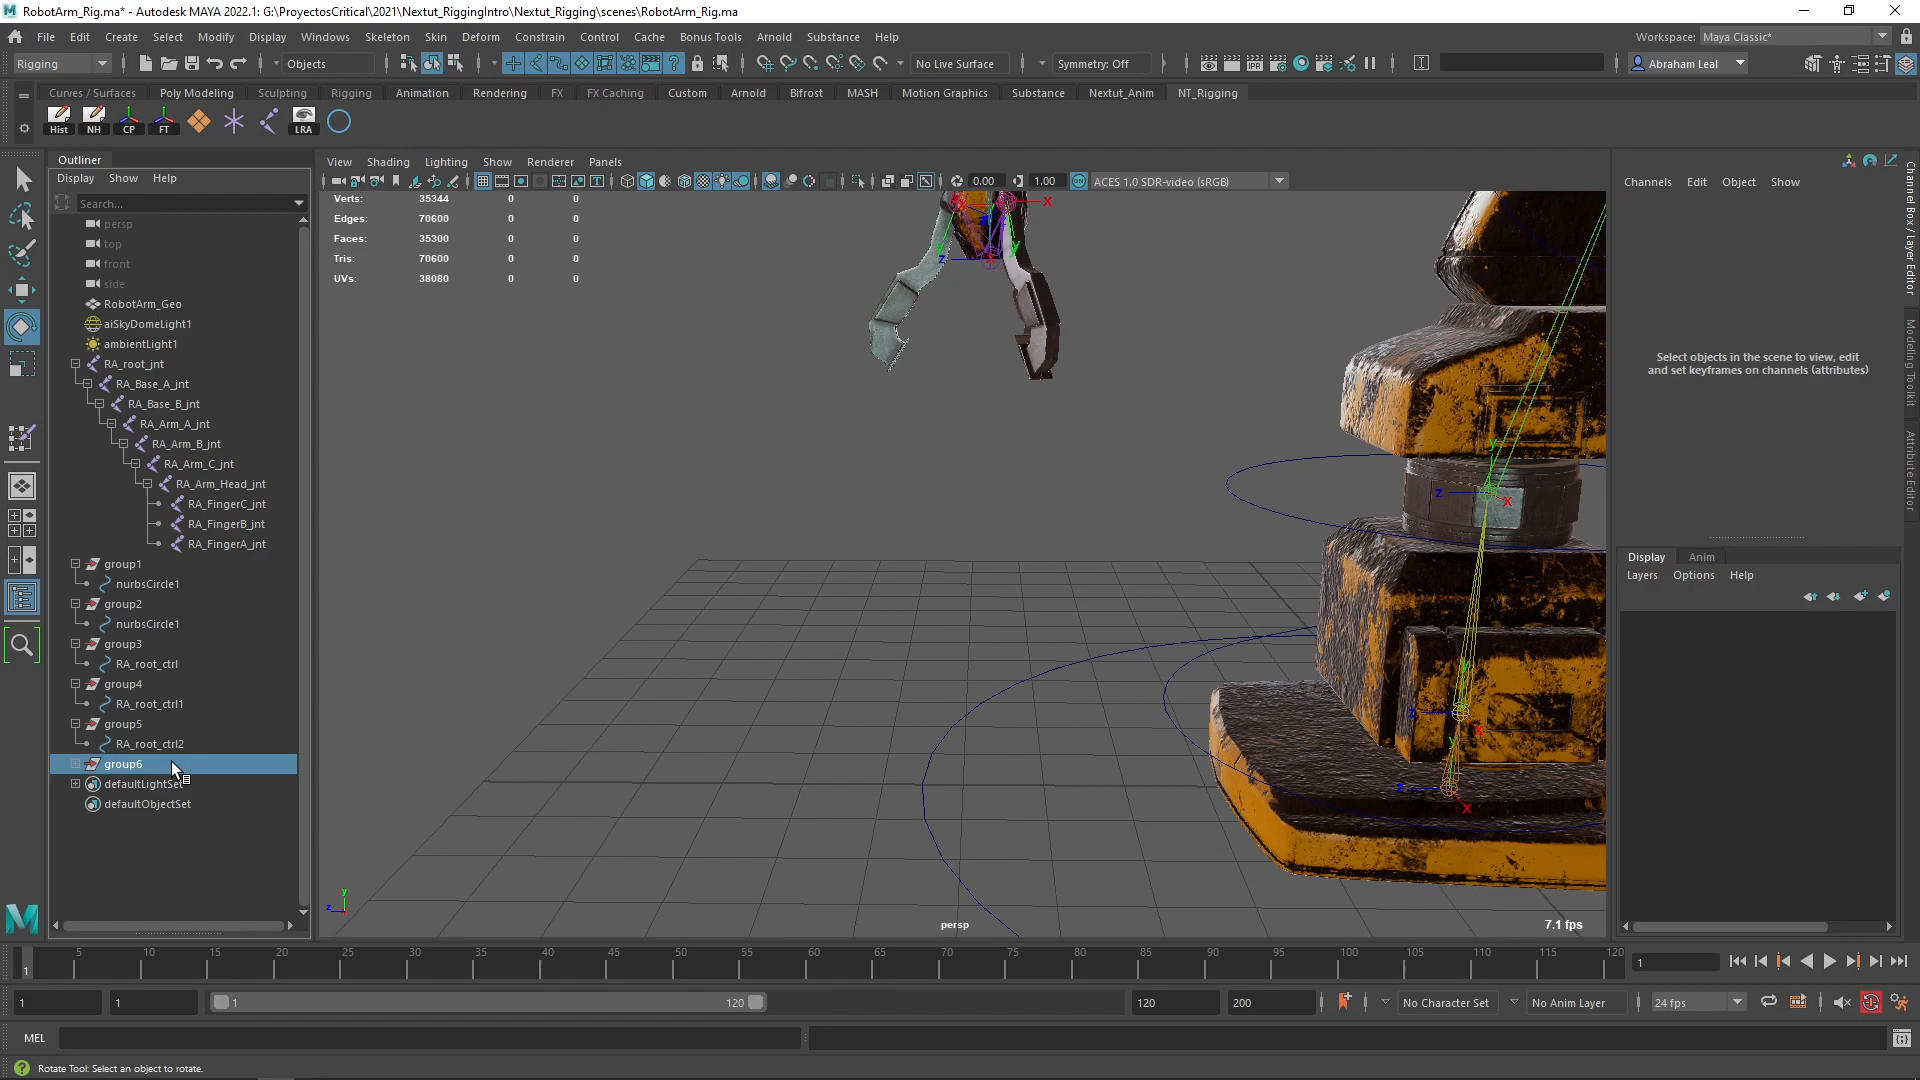 RobotArm_Rig.ma* - Autodesk MAYA 2022.1: G:\ProyectosCritical\2021\Nextut_RiggingIntro\Nextut_Rigging\scenes\RobotArm_Rig.ma
File Edit Create Select Modify Display Windows Skeleton Skin Deform Constrain Control Cache Bonus Tools Arnold Substance Help
Workspace: Maya Classic*
Rigging Objects No Live Surface Symmetry: Off Abraham Leal
Curves / Surfaces Poly Modeling Sculpting Rigging Animation Rendering FX FX Caching Custom Arnold Bifrost MASH Motion Graphics Substance Nextut_Anim NT_Rigging
Hist NH CP FT LRA
Outliner
Display Show Help
Search...
persp
top
front
side
RobotArm_Geo
aiSkyDomeLight1
ambientLight1
RA_root_jnt
RA_Base_A_jnt
RA_Base_B_jnt
RA_Arm_A_jnt
RA_Arm_B_jnt
RA_Arm_C_jnt
RA_Arm_Head_jnt
RA_FingerC_jnt
RA_FingerB_jnt
RA_FingerA_jnt
group1
nurbsCircle1
group2
nurbsCircle1
group3
RA_root_ctrl
group4
RA_root_ctrl1
group5
RA_root_ctrl2
group6
defaultLightSet
defaultObjectSet
View Shading Lighting Show Renderer Panels
0.00 1.00 ACES 1.0 SDR-video (sRGB)
Verts: 35344 0 0
Edges: 70600 0 0
Faces: 35300 0 0
Tris: 70600 0 0
UVs: 38080 0 0
persp
7.1 fps
Channels Edit Object Show
Select objects in the scene to view, edit
and set keyframes on channels (attributes)
Channel Box / Layer Editor
Modeling Toolkit
Attribute Editor
Display Anim
Layers Options Help
5 10 15 20 25 30 35 40 45 50 55 60 65 70 75 80 85 90 95 100 105 110 115 120
1
1
1 1 1 120 120 200 No Character Set No Anim Layer 24 fps
MEL
Rotate Tool: Select an object to rotate.